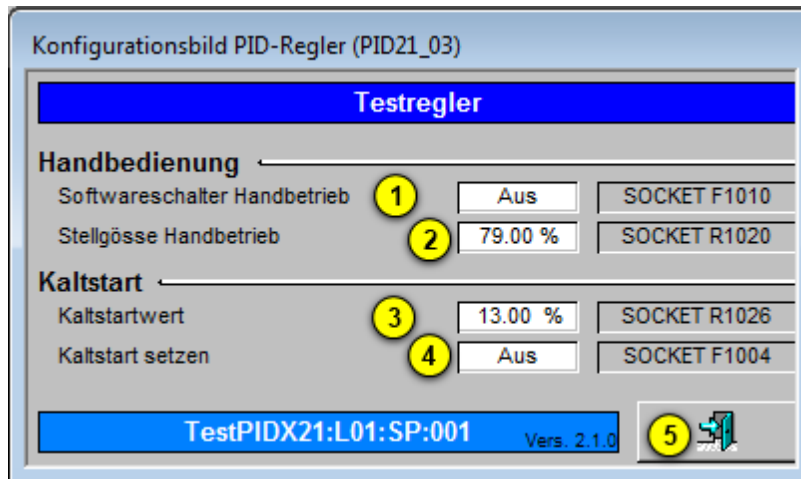 Konfigurationsbild PID-Regler (PID21_03)
Testregler
Handbedienung
Softwareschalter Handbetrieb 1 Aus SOCKET F1010
Stellgösse Handbetrieb 2 79.00 % SOCKET R1020
Kaltstart
Kaltstartwert 3 13.00 % SOCKET R1026
Kaltstart setzen 4 Aus SOCKET F1004
TestPIDX21:L01:SP:001 Vers. 2.1.0 5